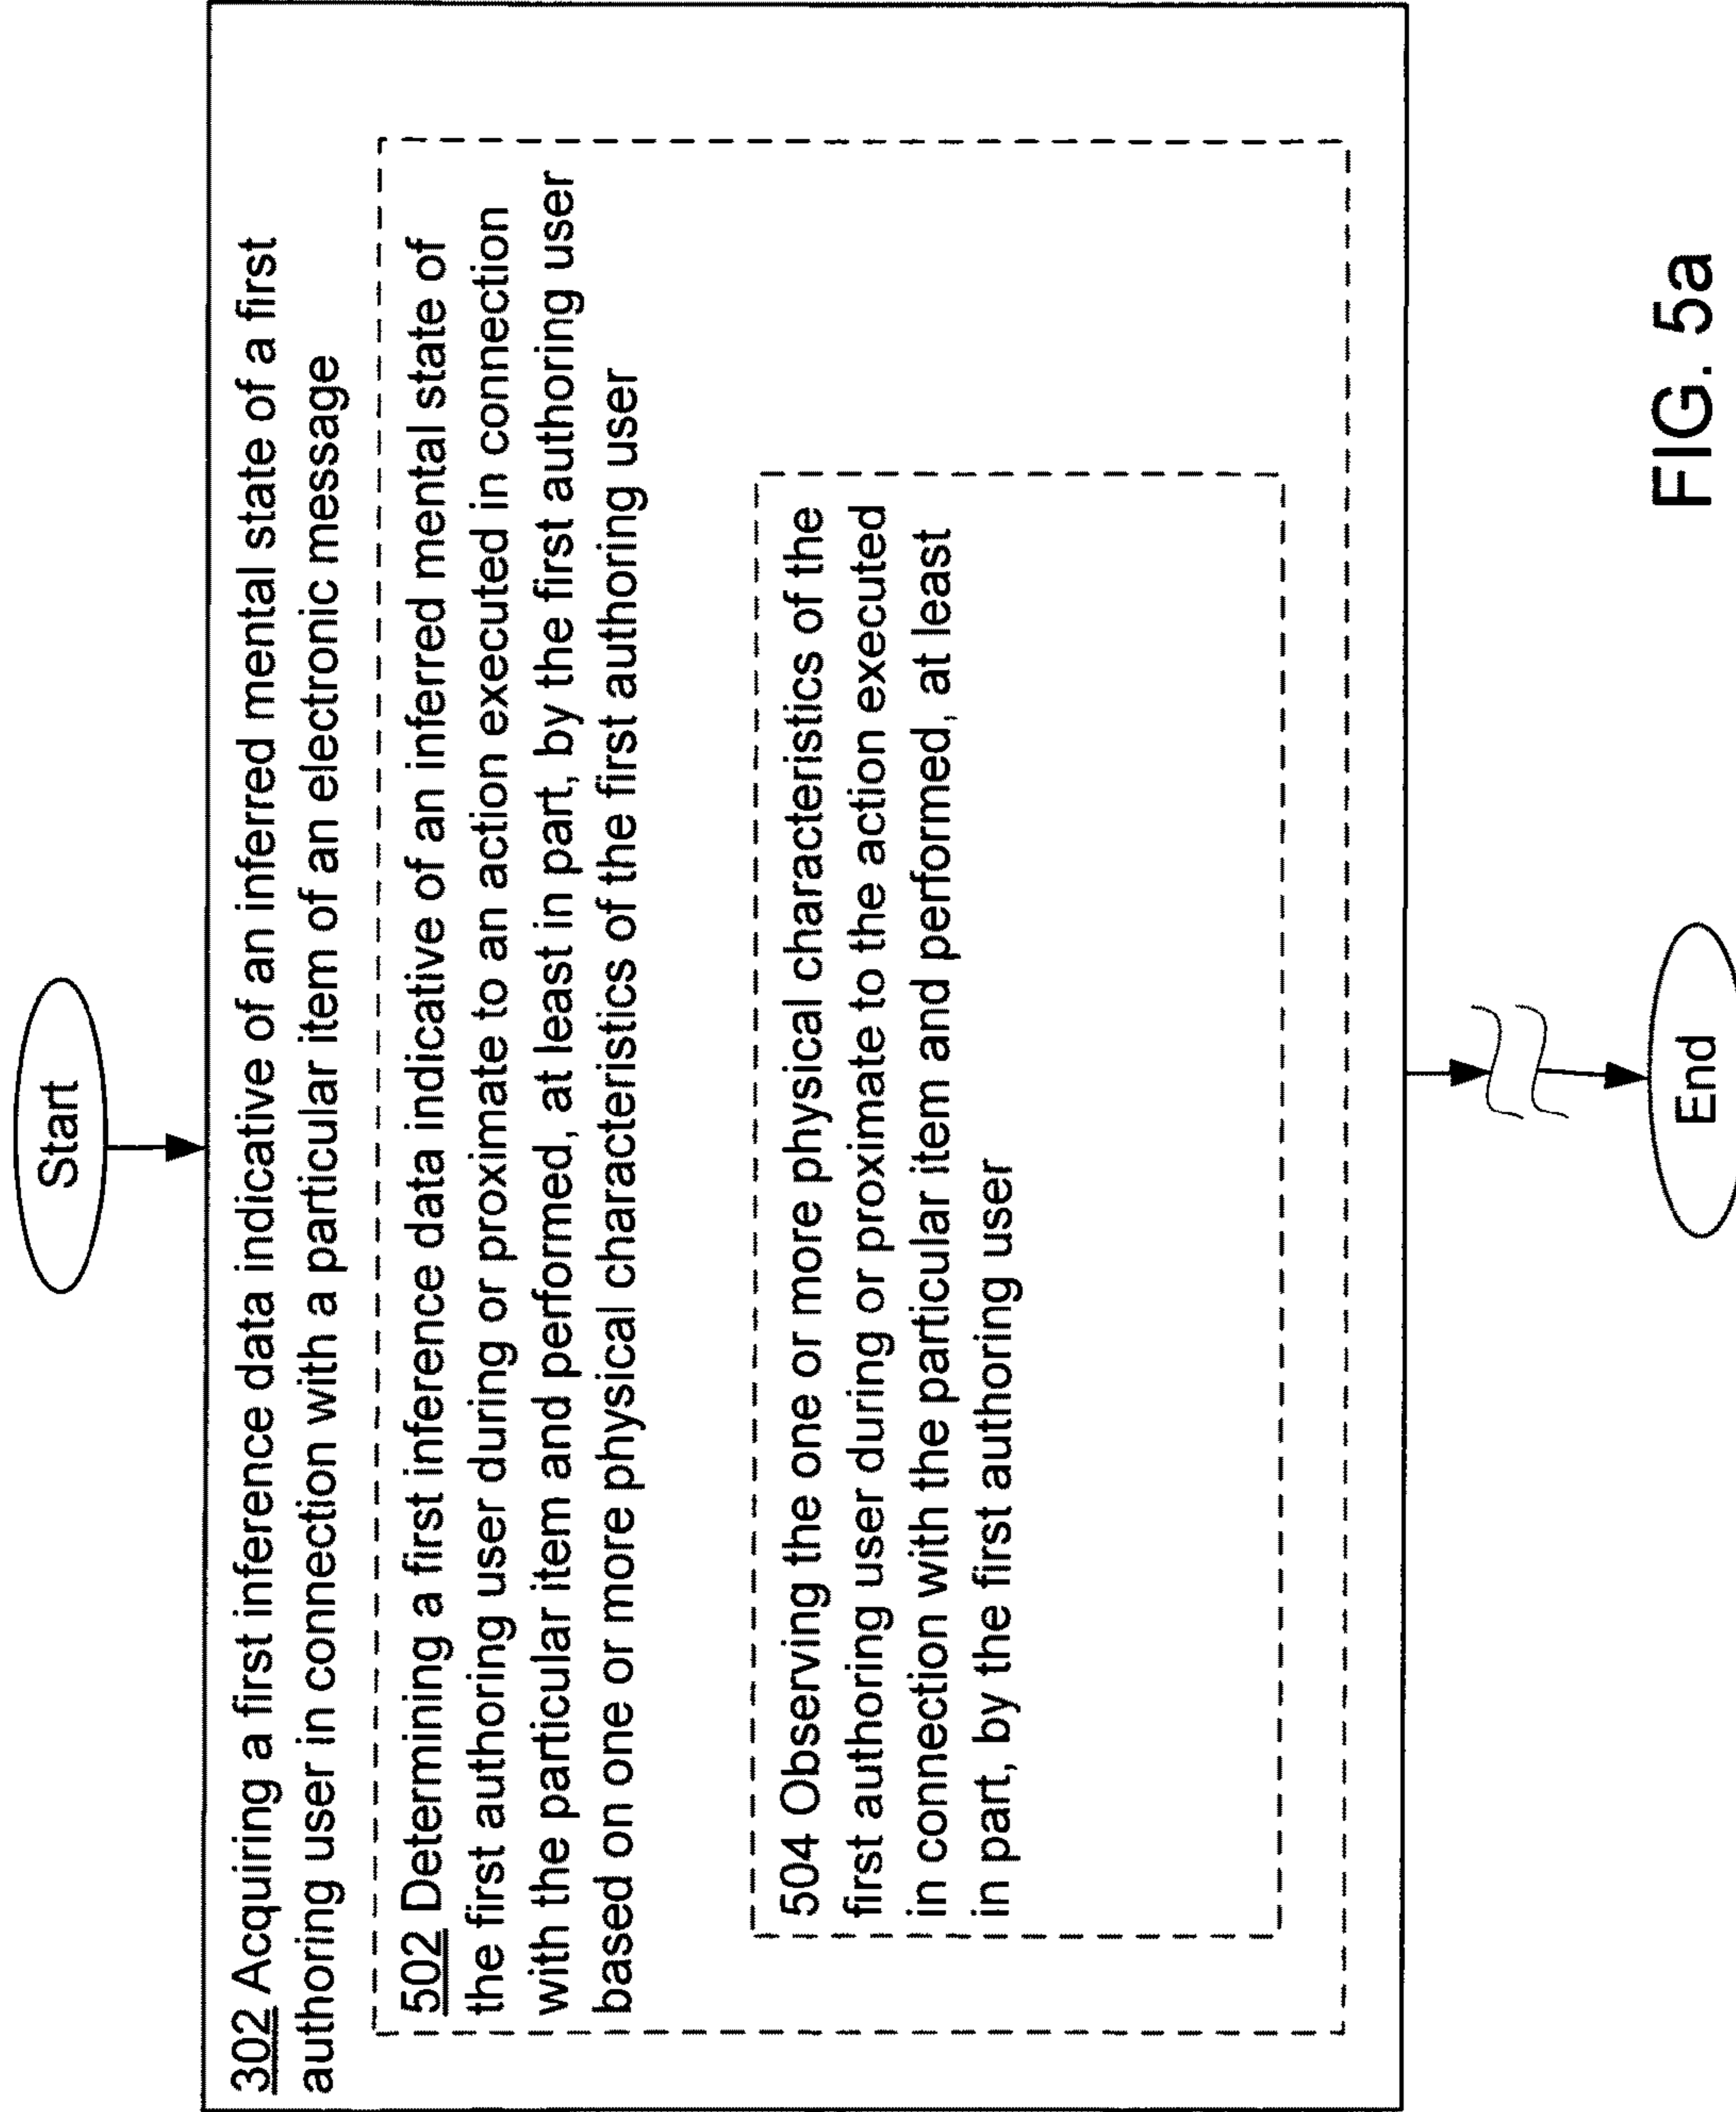 Start
302 Acquiring a first inference data indicative of an inferred mental state of a first
authoring user in connection with a particular item of an electronic message
502 Determining a first inference data indicative of an inferred mental state of
the first authoring user during or proximate to an action executed in connection
with the particular item and performed, at least in part, by the first authoring user
based on one or more physical characteristics of the first authoring user
504 Observing the one or more physical characteristics of the
first authoring user during or proximate to the action executed
in connection with the particular item and performed, at least
in part, by the first authoring user
End
FIG. 5a